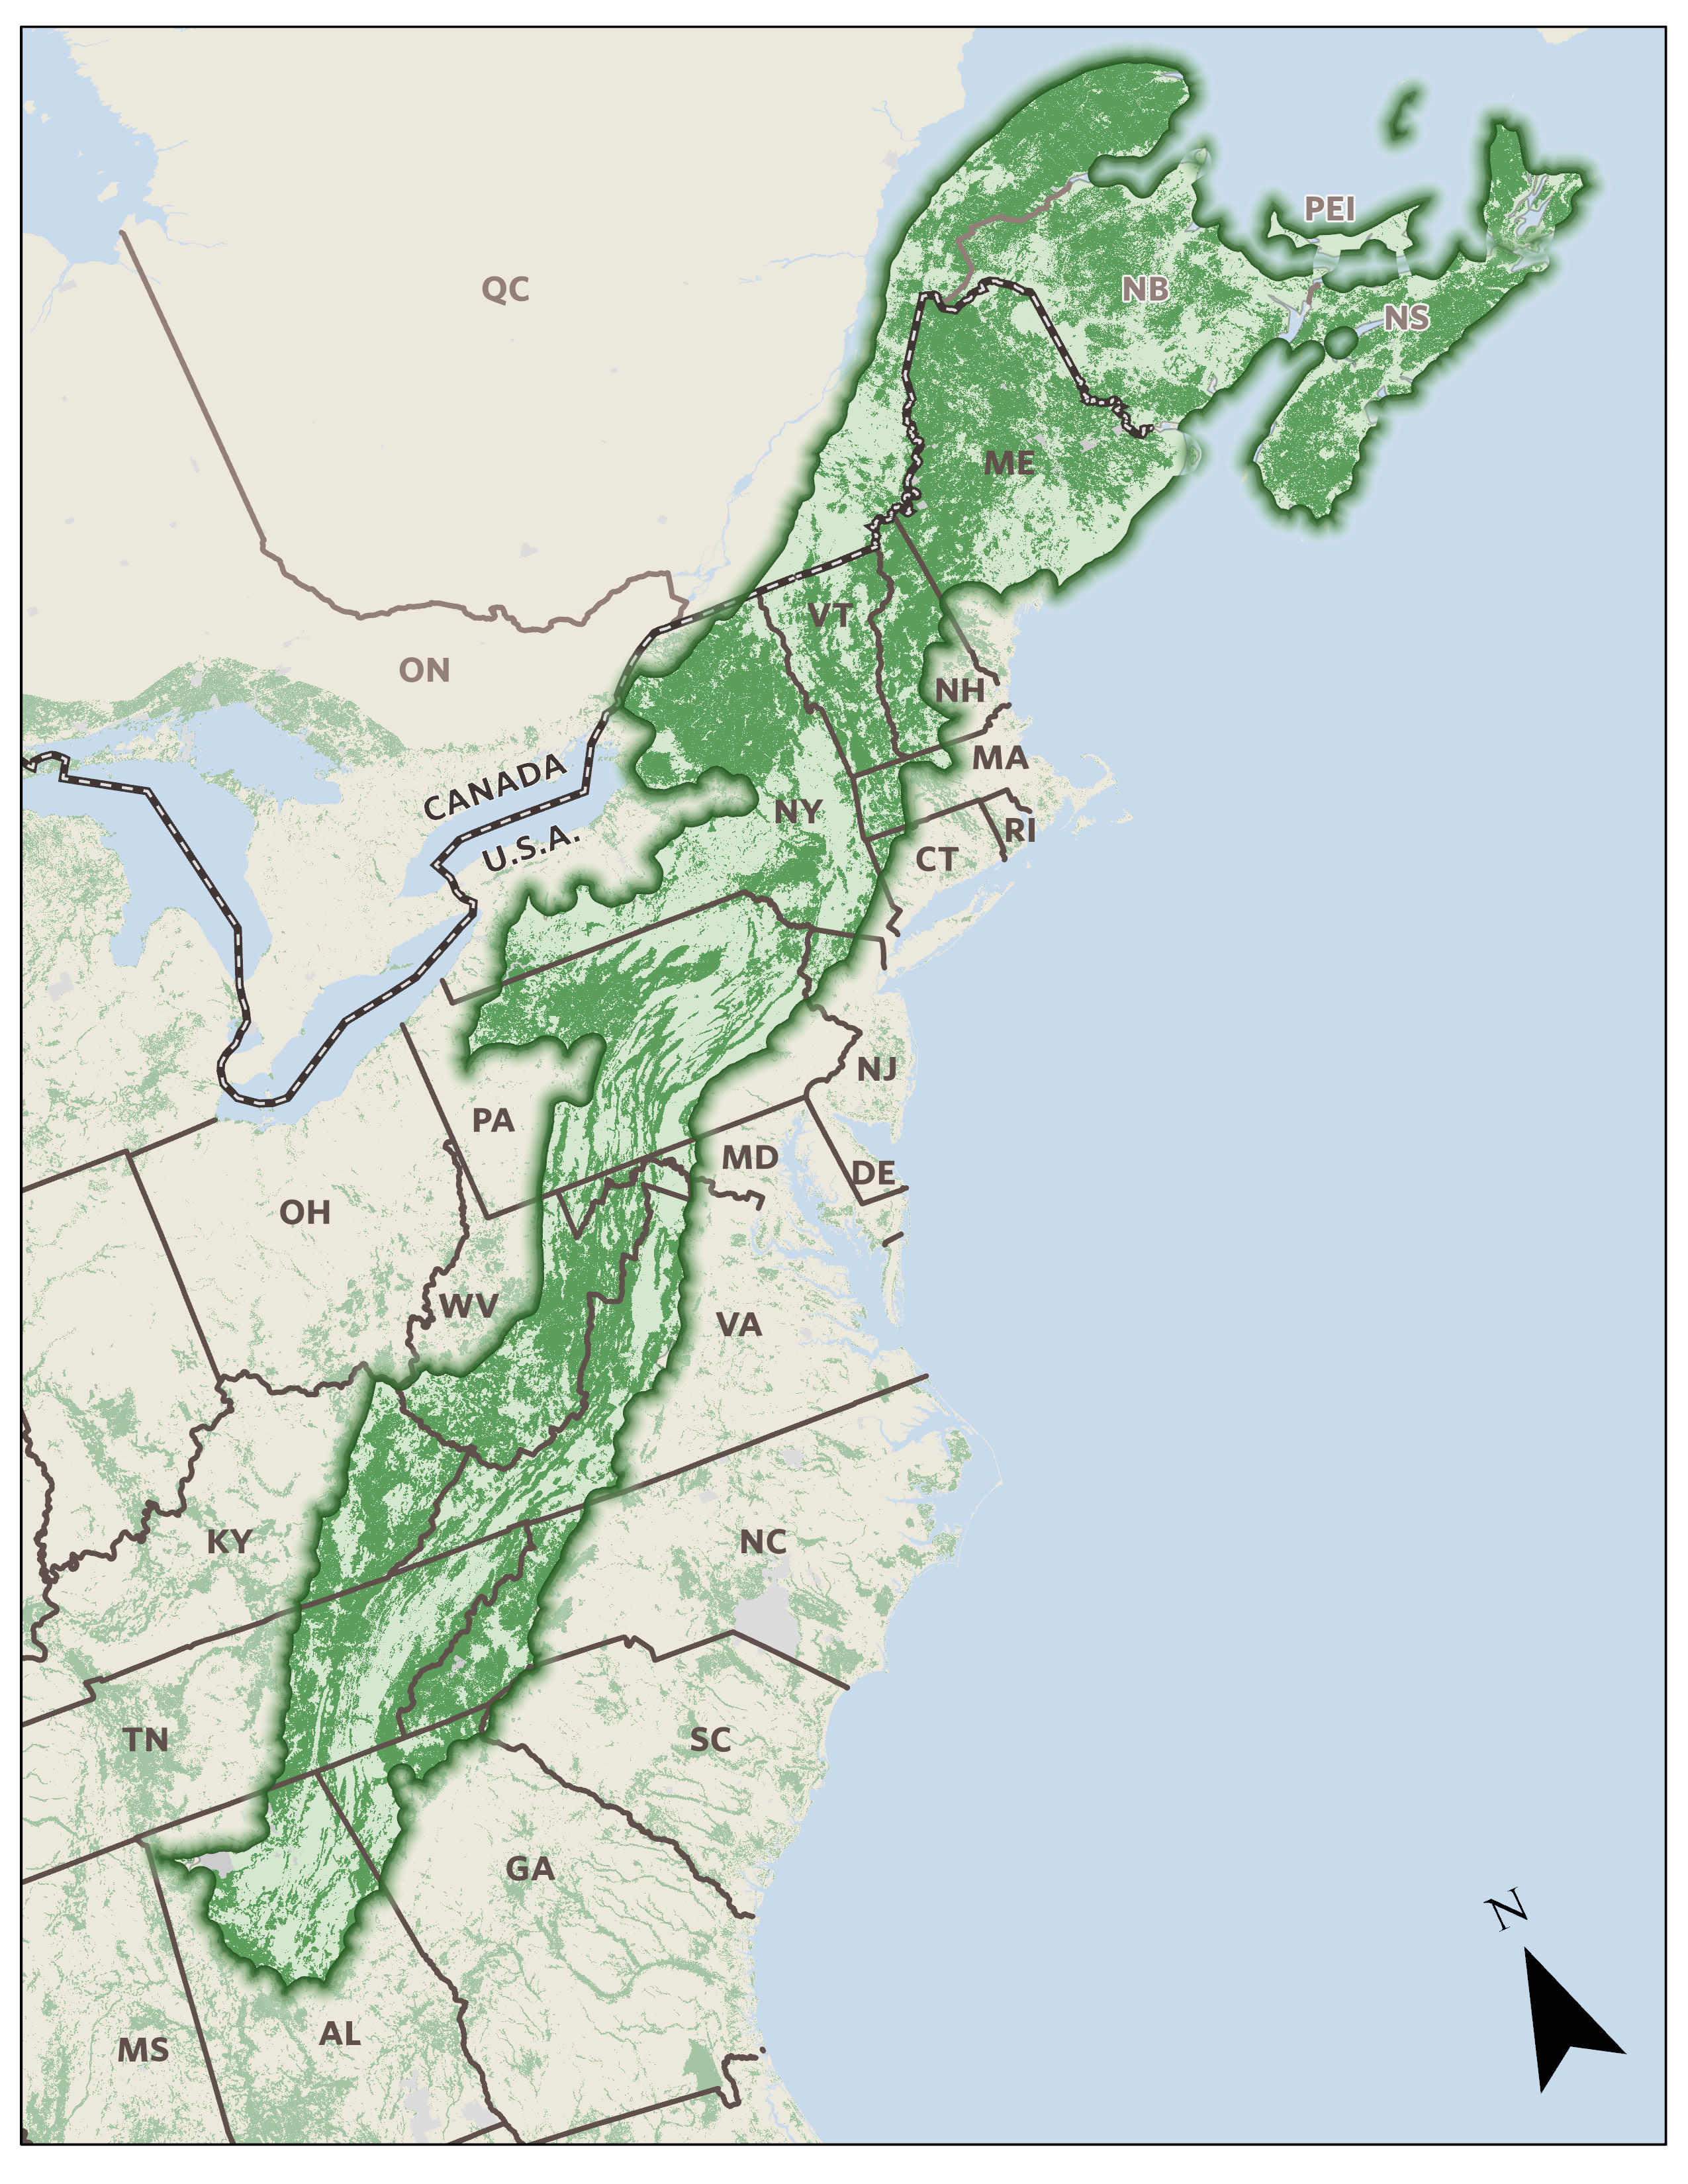 PEI
QC
NB
NS
ME
VT
ON
NH
MA
CANADA
NY
RI
U.S.A.
CT
NJ
PA
MD
DE
OH
WV
VA
KY
NC
TN
SC
GA
N
AL
MS